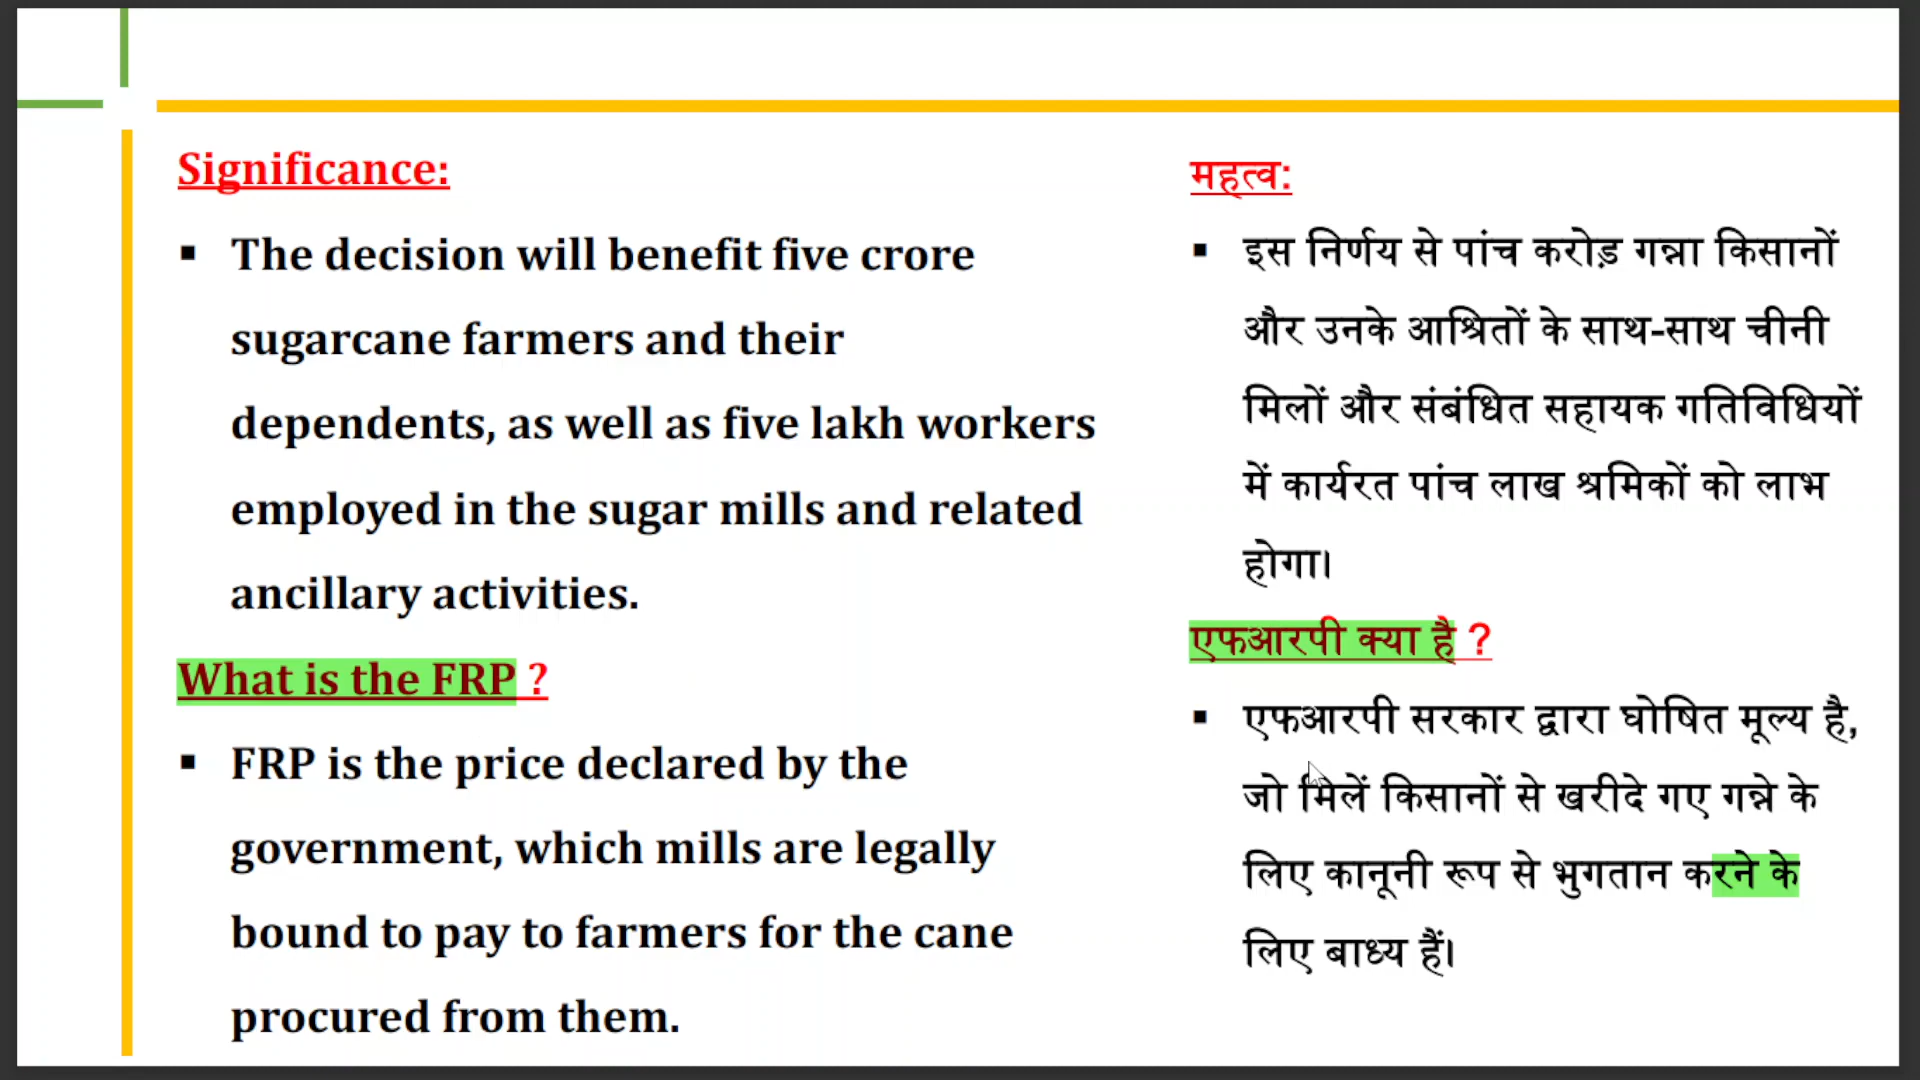 Significance:
▪ The decision will benefit five crore
sugarcane farmers and their
dependents, as well as five lakh workers
employed in the sugar mills and related
ancillary activities.
What is the FRP ?
▪ FRP is the price declared by the
government, which mills are legally
bound to pay to farmers for the cane
procured from them.
महत्व:
▪ इस निर्णय से पांच करोड़ गन्ना किसानों
और उनके आश्रितों के साथ-साथ चीनी
मिलों और संबंधित सहायक गतिविधियों
में कार्यरत पांच लाख श्रमिकों को लाभ
होगा।
एफआरपी क्या है ?
▪ एफआरपी सरकार द्वारा घोषित मूल्य है,
जो मिलें किसानों से खरीदे गए गन्ने के
लिए कानूनी रूप से भुगतान करने के
लिए बाध्य हैं।